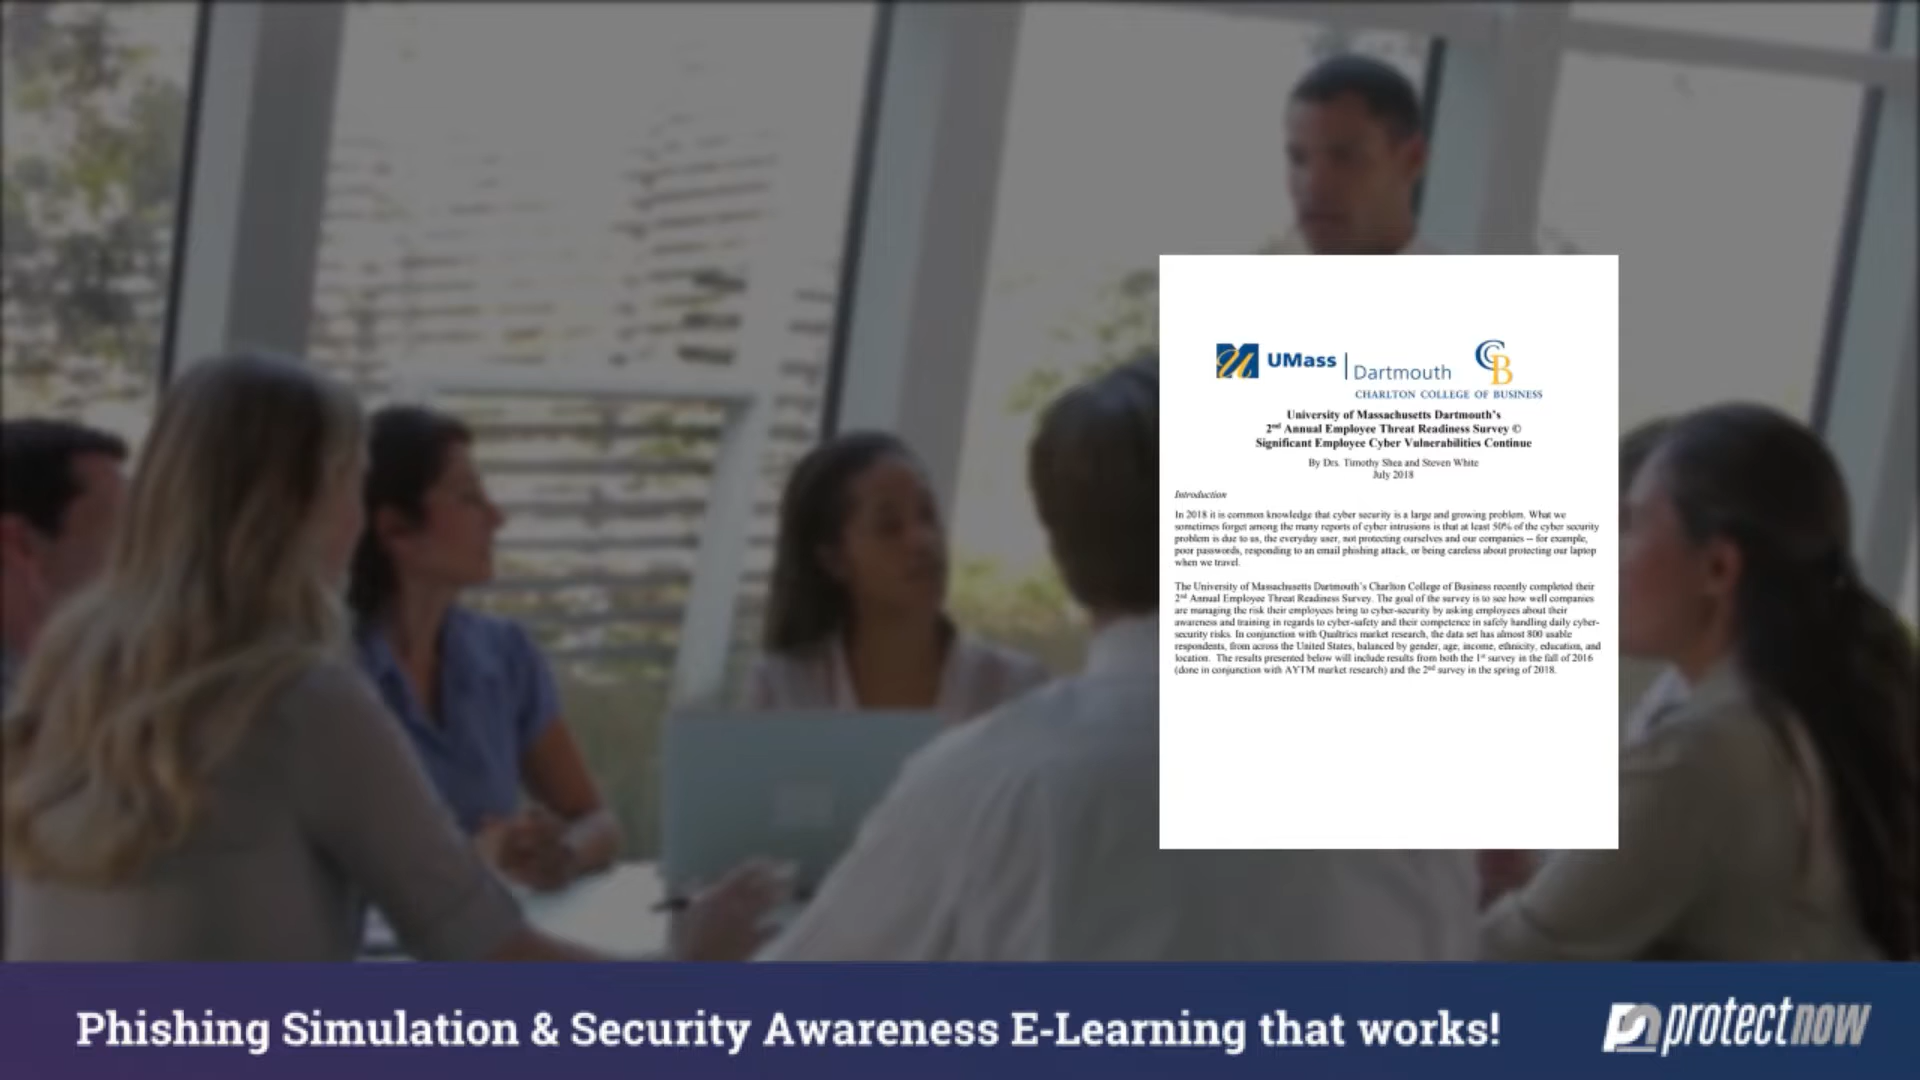 UMass | Dartmouth
CHARLTON COLLEGE OF BUSINESS
University of Massachusetts Dartmouth's
2nd Annual Employee Threat Readiness Survey ©
Significant Employee Cyber Vulnerabilities Continue
By Drs. Timothy Shea and Steven White
July 2018
Introduction
In 2018 it is common knowledge that cyber security is a large and growing problem. What we
sometimes forget among the many reports of cyber intrusions is that at least 50% of the cyber security
problem is due to us, the everyday user, not protecting ourselves and our companies – for example,
poor passwords, responding to an email phishing attack, or being careless about protecting our laptop
when we travel.
The University of Massachusetts Dartmouth's Charlton College of Business recently completed their
2nd Annual Employee Threat Readiness Survey. The goal of the survey is to see how well companies
are managing the risk their employees bring to cyber-security by asking employees about their
awareness and training in regards to cyber-safety and their competence in safely handling daily cyber-
security risks. In conjunction with Qualtrics market research, the data set has almost 800 usable
respondents, from across the United States, balanced by gender, age, income, ethnicity, education, and
location. The results presented below will include results from both the 1st survey in the fall of 2016
(done in conjunction with AYTM market research) and the 2nd survey in the spring of 2018.
Phishing Simulation & Security Awareness E-Learning that works!
protectnow